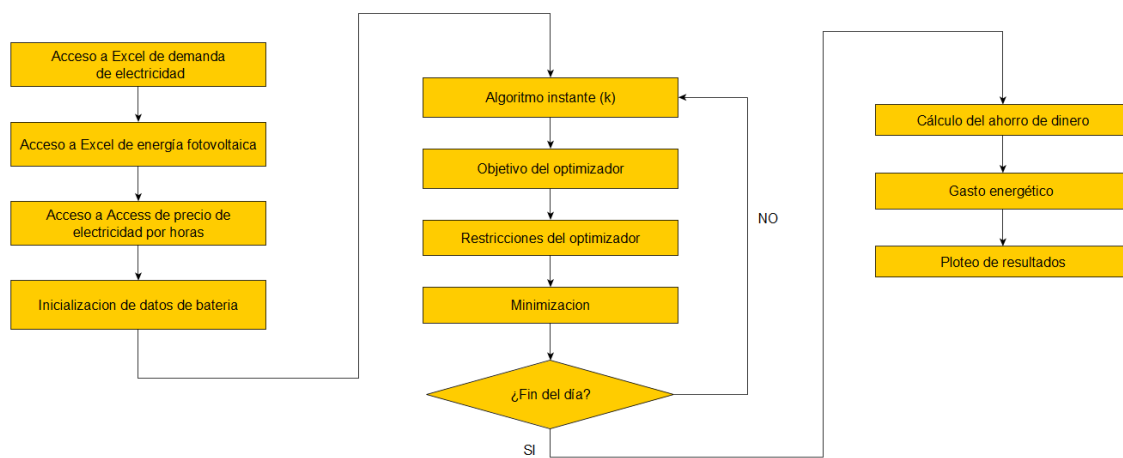 Acceso a Excel de demanda
de electricidad
Acceso a Excel de energía fotovoltaica
Acceso a Access de precio de
electricidad por horas
Inicializacion de datos de bateria
Algoritmo instante (k)
Objetivo del optimizador
Restricciones del optimizador
Minimizacion
¿Fin del día?
NO
SI
Cálculo del ahorro de dinero
Gasto energético
Ploteo de resultados